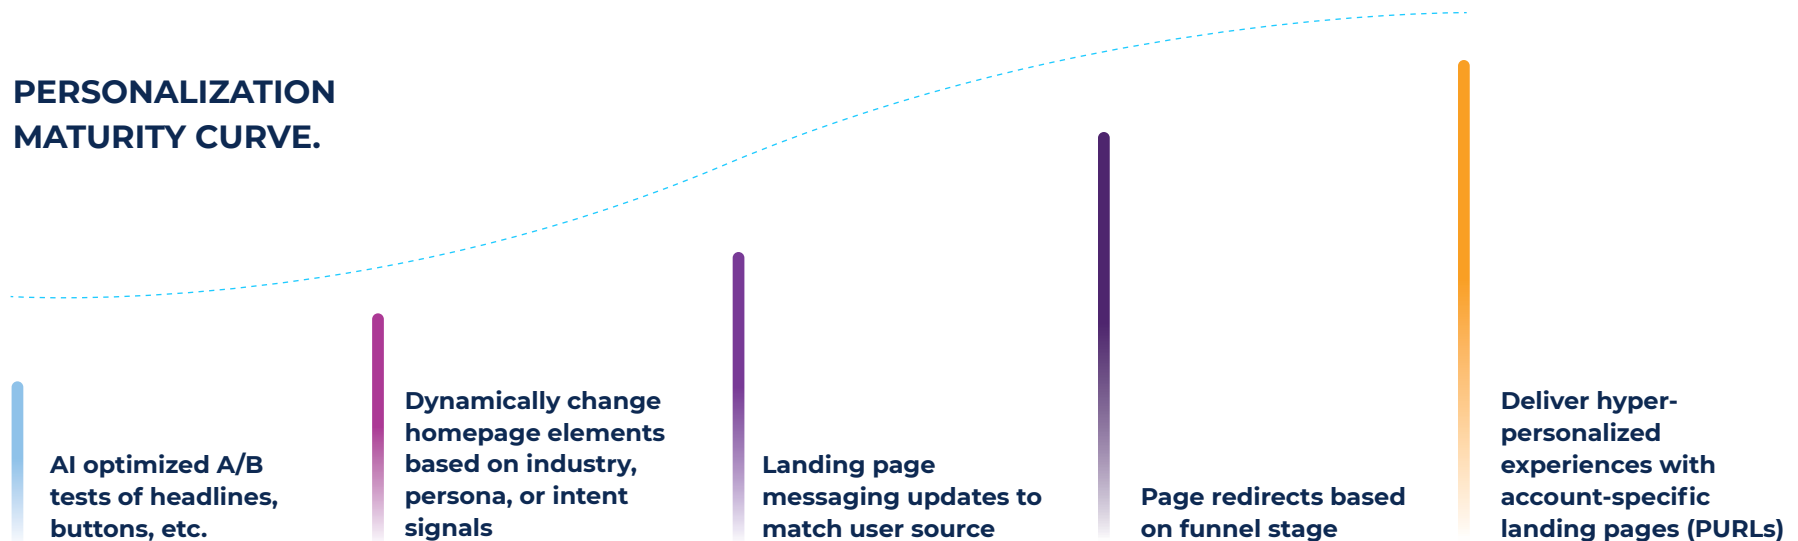 PERSONALIZATION
MATURITY CURVE.
AI optimized A/B
tests of headlines,
buttons, etc.
Dynamically change
homepage elements
based on industry,
persona, or intent
signals
Landing page
messaging updates to
match user source
Page redirects based
on funnel stage
Deliver hyper-
personalized
experiences with
account-specific
landing pages (PURLs)